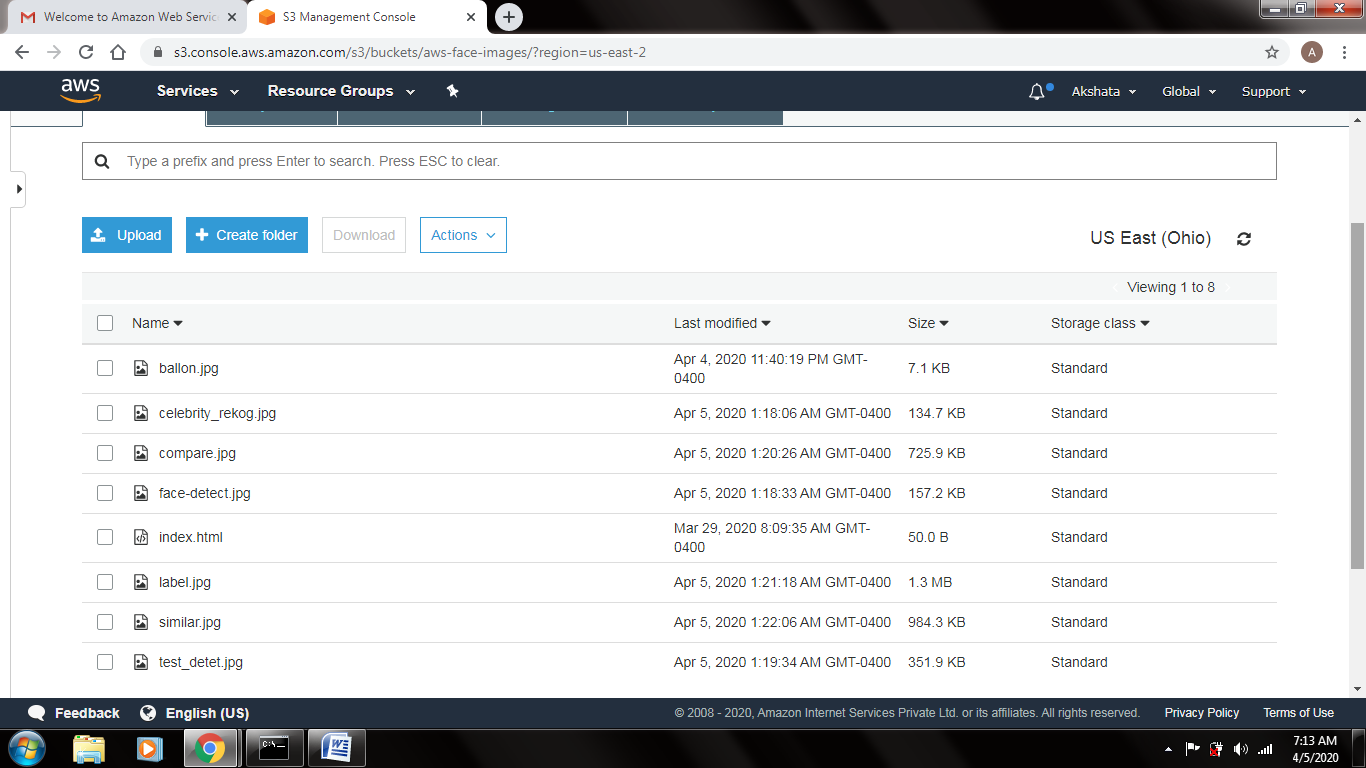 Welcome to Amazon Web Servic
S3 Management Console
s3.console.aws.amazon.com/s3/buckets/aws-face-images/?region=us-east-2
A
aws
Services
Resource Groups
Akshata
Global
Support
Type a prefix and press Enter to search. Press ESC to clear.
Upload
Create folder
Download
Actions
US East (Ohio)
Viewing 1 to 8
Name Last modified Size Storage class
ballon.jpg Apr 4, 2020 11:40:19 PM GMT- 7.1 KB Standard
0400
celebrity_rekog.jpg Apr 5, 2020 1:18:06 AM GMT-0400 134.7 KB Standard
compare.jpg Apr 5, 2020 1:20:26 AM GMT-0400 725.9 KB Standard
face-detect.jpg Apr 5, 2020 1:18:33 AM GMT-0400 157.2 KB Standard
index.html Mar 29, 2020 8:09:35 AM GMT- 50.0 B Standard
0400
label.jpg Apr 5, 2020 1:21:18 AM GMT-0400 1.3 MB Standard
similar.jpg Apr 5, 2020 1:22:06 AM GMT-0400 984.3 KB Standard
test_detet.jpg Apr 5, 2020 1:19:34 AM GMT-0400 351.9 KB Standard
Feedback
English (US)
© 2008 - 2020, Amazon Internet Services Private Ltd. or its affiliates. All rights reserved.
Privacy Policy
Terms of Use
C:\
W
7:13 AM
4/5/2020